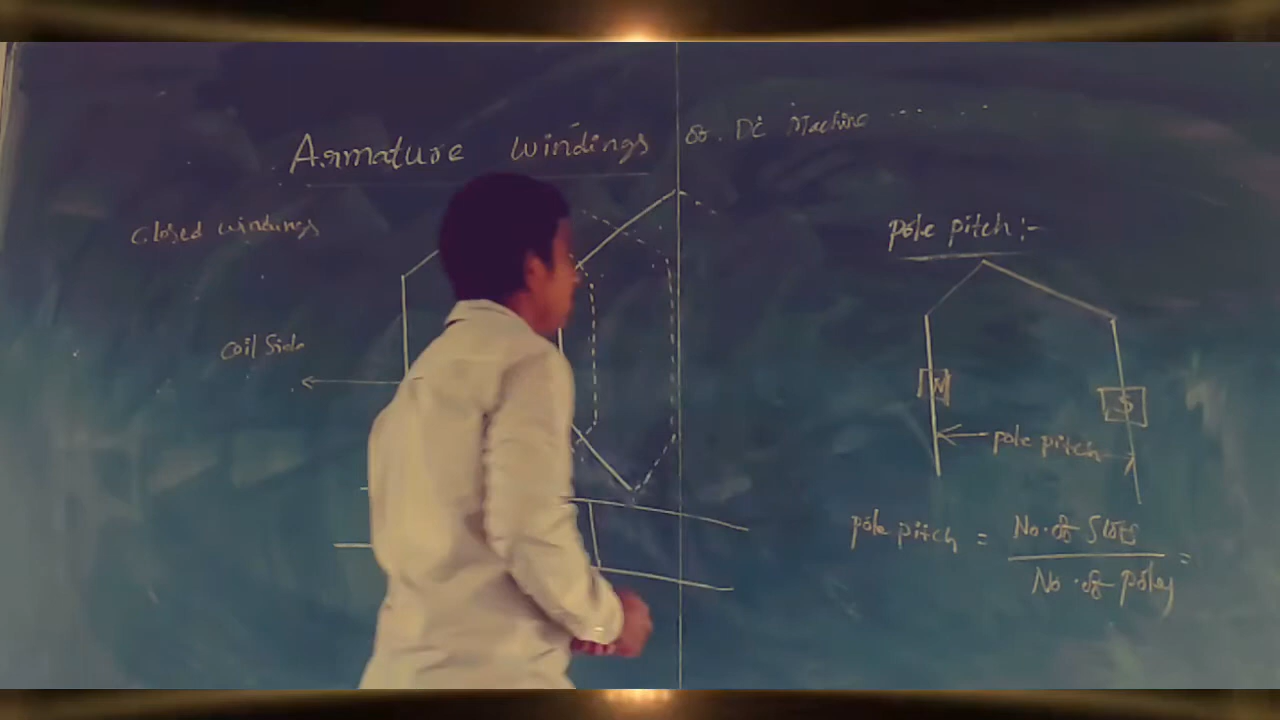 Armature windings of. DC Machine ......
closed windings
coil side
pole pitch :-
N
S
pole pitch
pole pitch = No. of Slots =
No. of poles